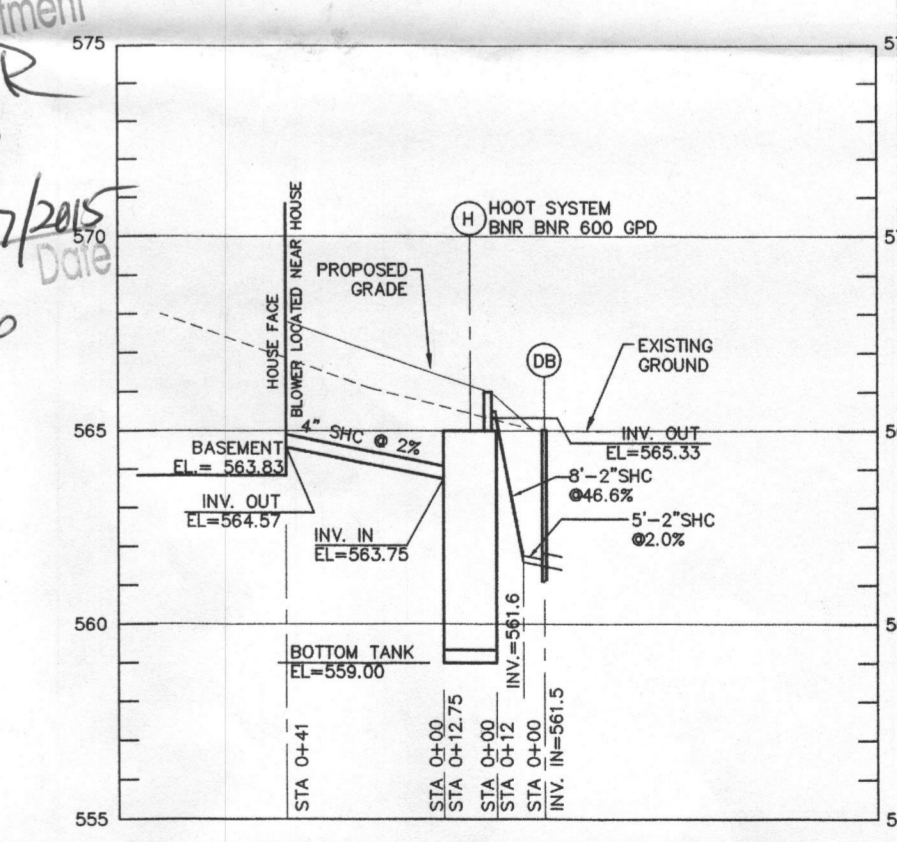 tment
R
7/2015
Date
575
570
565
560
555
HOUSE FACE
BLOWER LOCATED NEAR HOUSE
H
HOOT SYSTEM
BNR BNR 600 GPD
PROPOSED
GRADE
DB
EXISTING
GROUND
4" SHC @ 2%
BASEMENT
EL.= 563.83
INV. OUT
EL=564.57
INV. IN
EL=563.75
INV. OUT
EL=565.33
8'-2"SHC
@46.6%
5'-2"SHC
@2.0%
BOTTOM TANK
EL=559.00
INV.=561.6
STA 0+41
STA 0+00
STA 0+12.75
STA 0+00
STA 0+12
STA 0+00
INV. IN=561.5